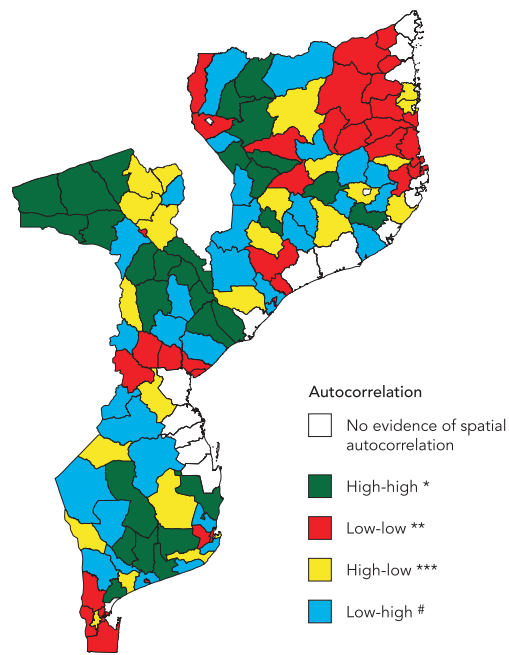 Autocorrelation
No evidence of spatial
autocorrelation
High-high *
Low-low **
High-low ***
Low-high #